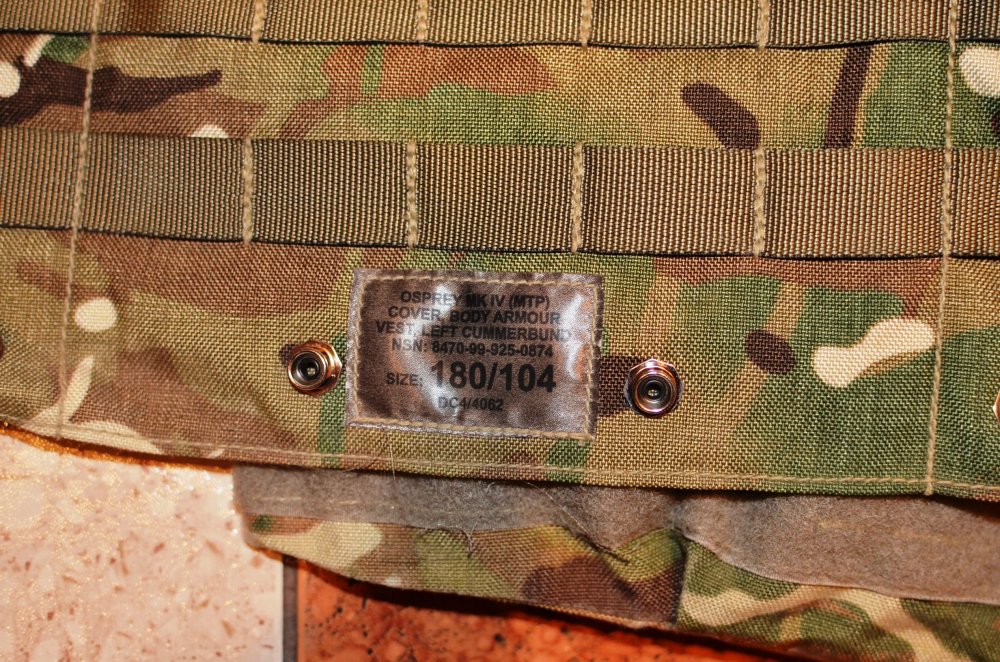 OSPREY MK IV (MTP)
COVER, BODY ARMOUR
VEST, LEFT CUMMERBUND
NSN: 8470-99-925-0874
SIZE: 180/104
DC4/4062